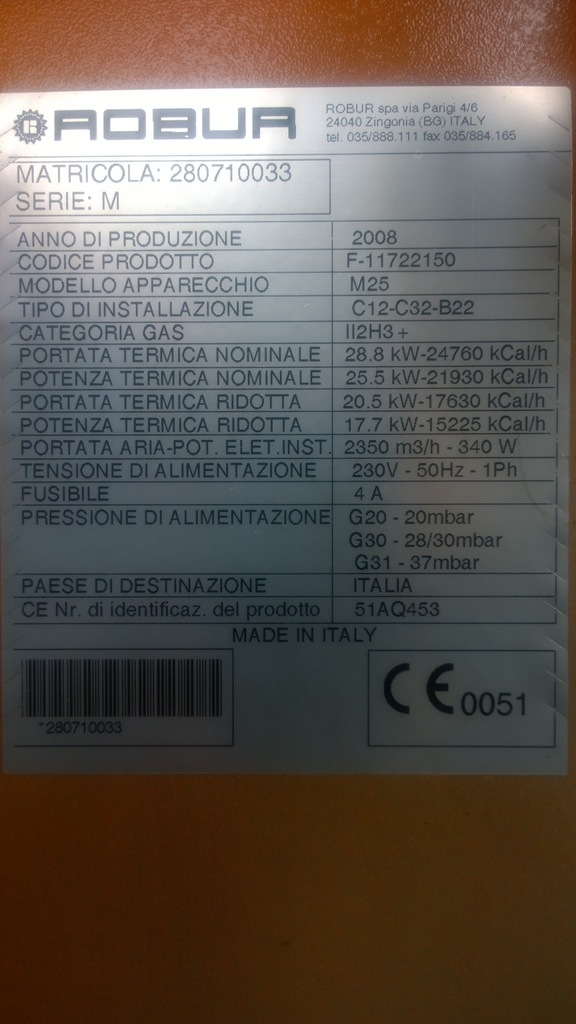 ROBUR
ROBUR spa via Parigi 4/6
24040 Zingonia (BG) ITALY
tel. 035/888.111 fax 035/884.165
MATRICOLA: 280710033
SERIE: M
ANNO DI PRODUZIONE 2008
CODICE PRODOTTO F-11722150
MODELLO APPARECCHIO M25
TIPO DI INSTALLAZIONE C12-C32-B22
CATEGORIA GAS II2H3+
PORTATA TERMICA NOMINALE 28.8 kW-24760 kCal/h
POTENZA TERMICA NOMINALE 25.5 kW-21930 kCal/h
PORTATA TERMICA RIDOTTA 20.5 kW-17630 kCal/h
POTENZA TERMICA RIDOTTA 17.7 kW-15225 kCal/h
PORTATA ARIA-POT. ELET.INST. 2350 m3/h - 340 W
TENSIONE DI ALIMENTAZIONE 230V - 50Hz - 1Ph
FUSIBILE 4 A
PRESSIONE DI ALIMENTAZIONE G20 - 20mbar
G30 - 28/30mbar
G31 - 37mbar
PAESE DI DESTINAZIONE ITALIA
CE Nr. di identificaz. del prodotto 51AQ453
MADE IN ITALY
*280710033
CE 0051